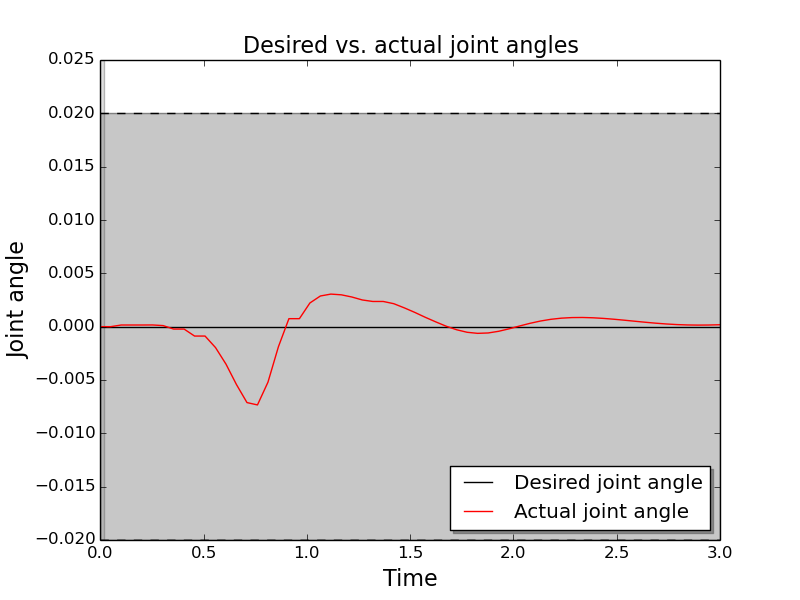 Desired vs. actual joint angles
0.025
0.020
0.015
0.010
0.005
0.000
−0.005
−0.010
−0.015
−0.020
Joint angle
Desired joint angle
Actual joint angle
0.0 0.5 1.0 1.5 2.0 2.5 3.0
Time